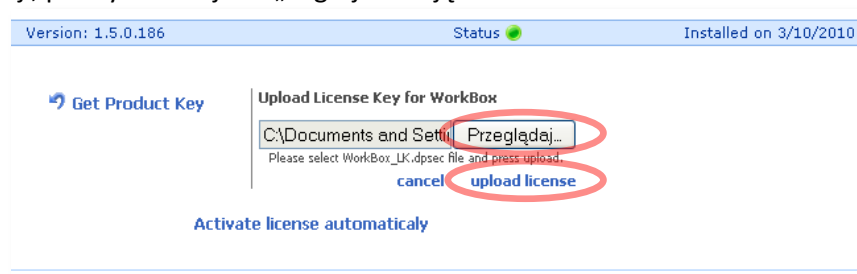 Version: 1.5.0.186 Status Installed on 3/10/2010
Get Product Key
Upload License Key for WorkBox
C:\Documents and Settin Przeglądaj...
Please select WorkBox_LK.dpsec file and press upload.
cancel upload license
Activate license automaticaly